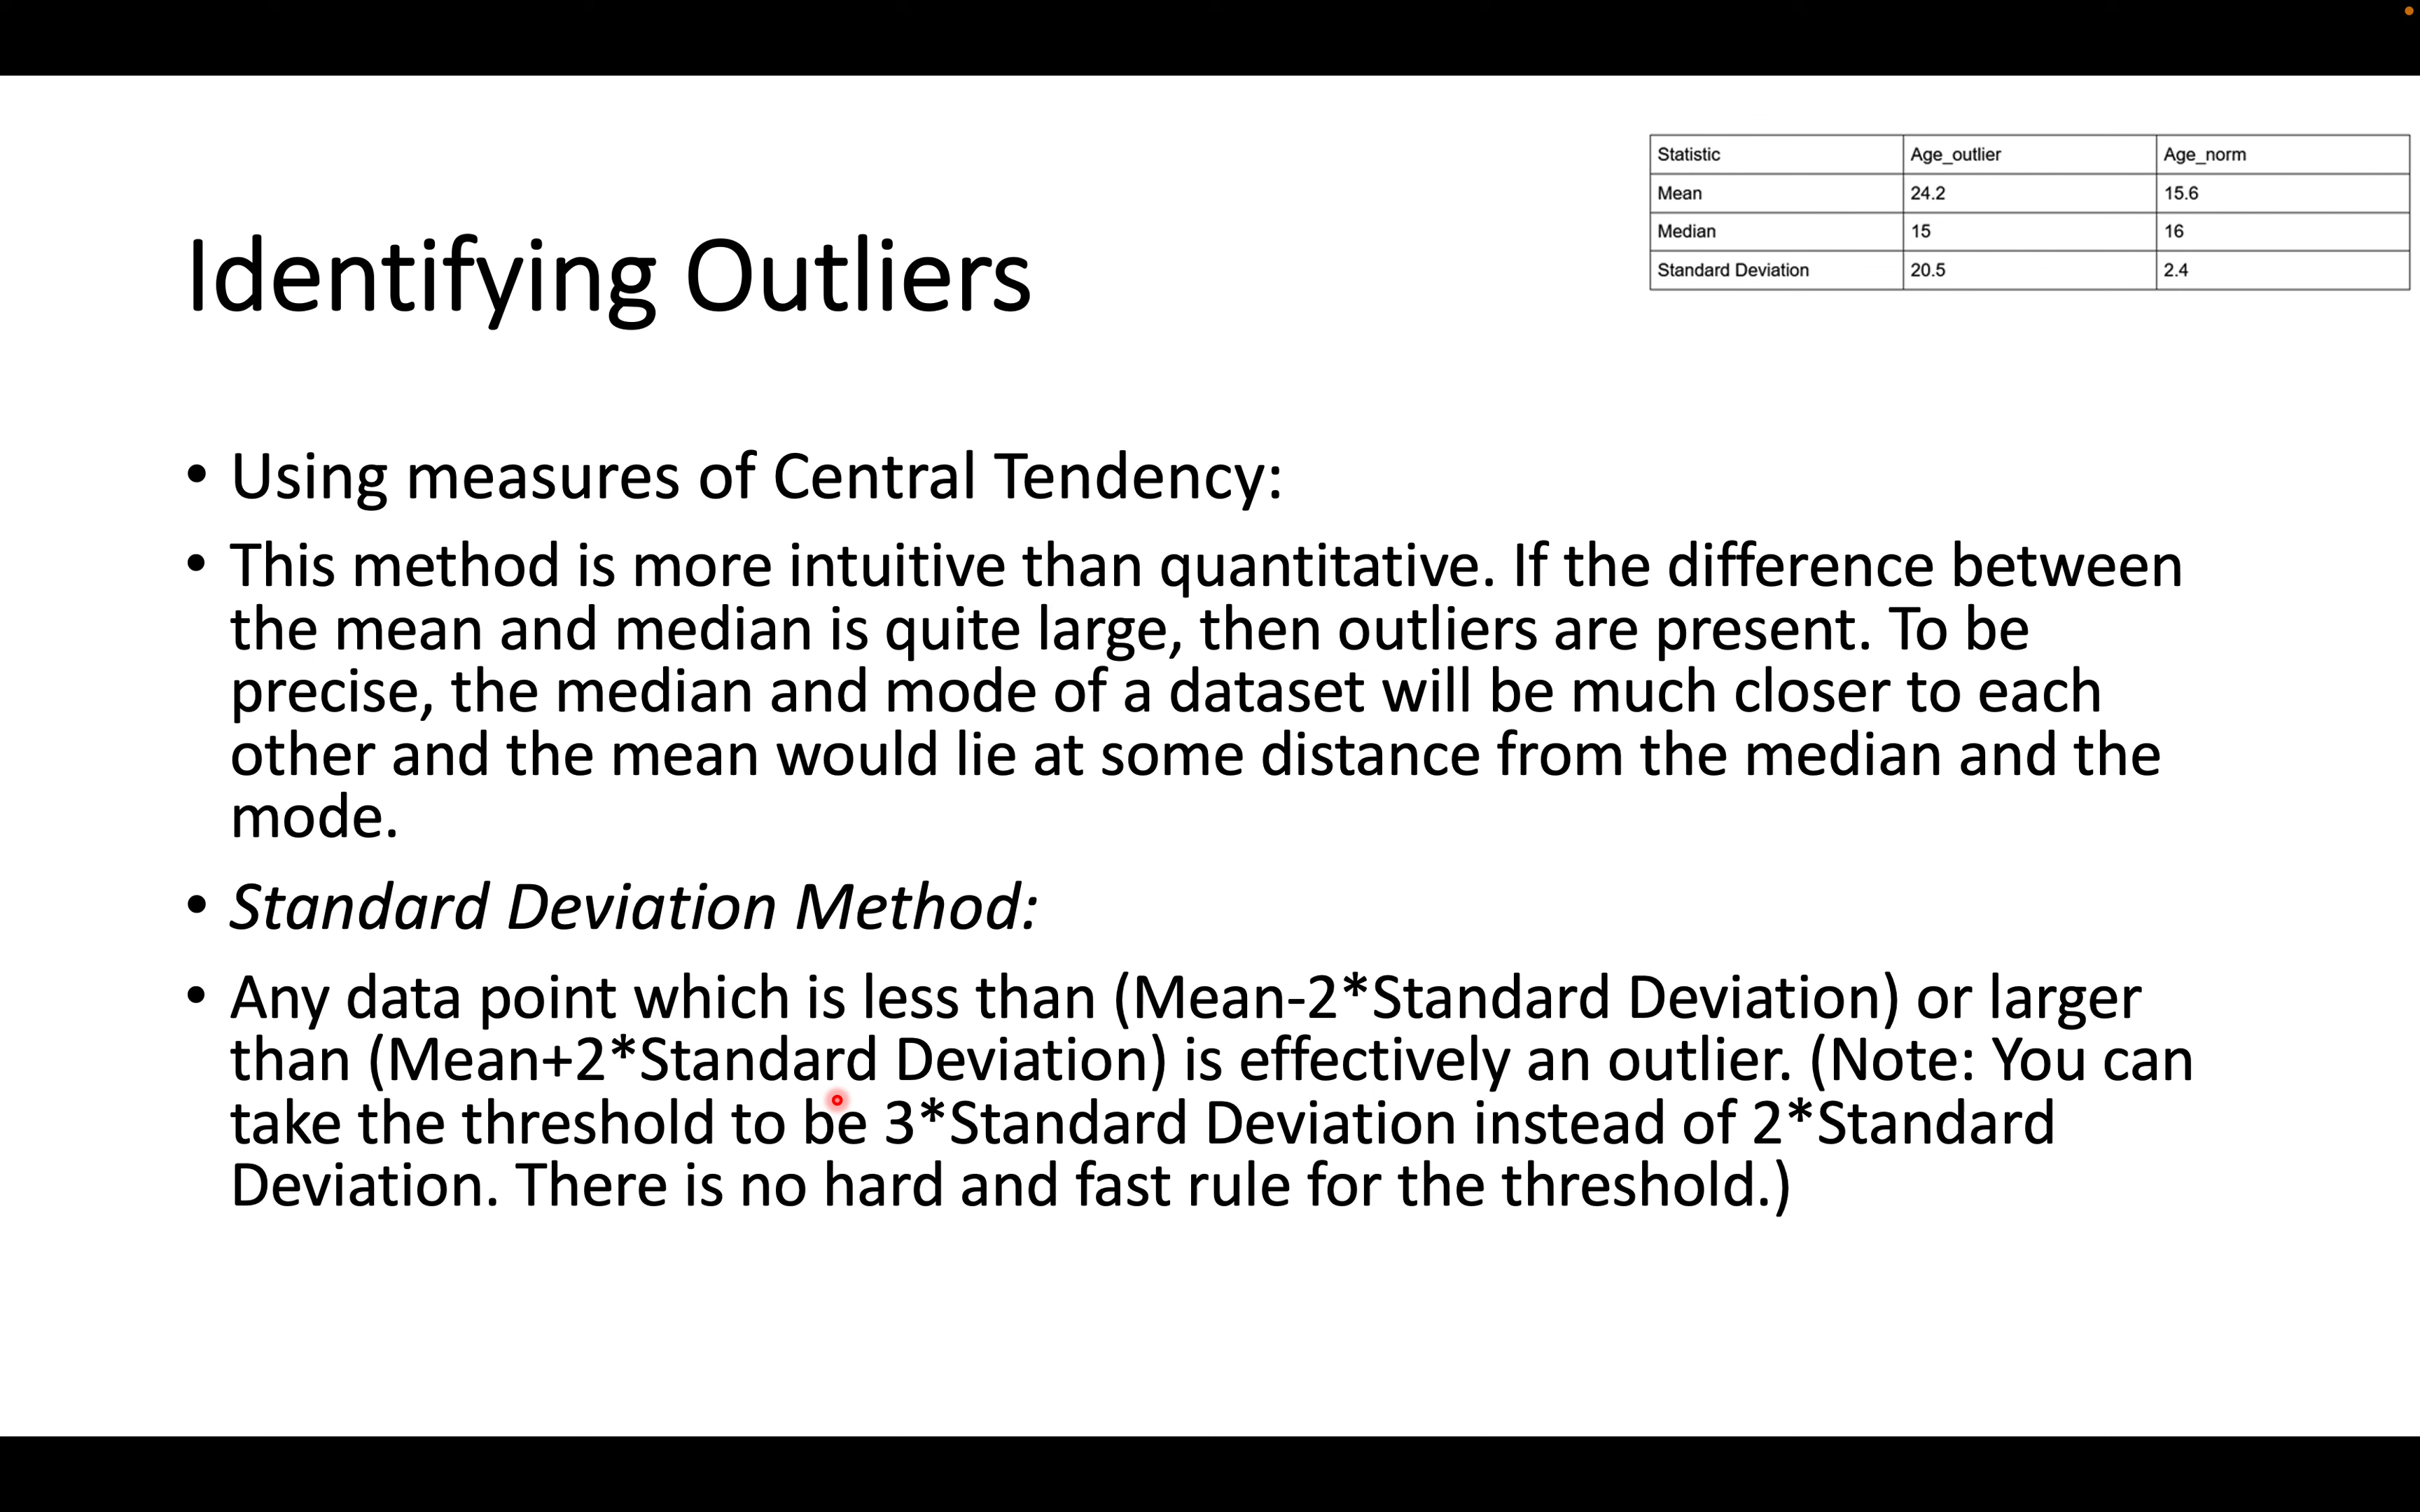 Statistic Age_outlier Age_norm
Mean 24.2 15.6
Median 15 16
Standard Deviation 20.5 2.4
Identifying Outliers
• Using measures of Central Tendency:
• This method is more intuitive than quantitative. If the difference between
the mean and median is quite large, then outliers are present. To be
precise, the median and mode of a dataset will be much closer to each
other and the mean would lie at some distance from the median and the
mode.
• Standard Deviation Method:
• Any data point which is less than (Mean-2*Standard Deviation) or larger
than (Mean+2*Standard Deviation) is effectively an outlier. (Note: You can
take the threshold to be 3*Standard Deviation instead of 2*Standard
Deviation. There is no hard and fast rule for the threshold.)